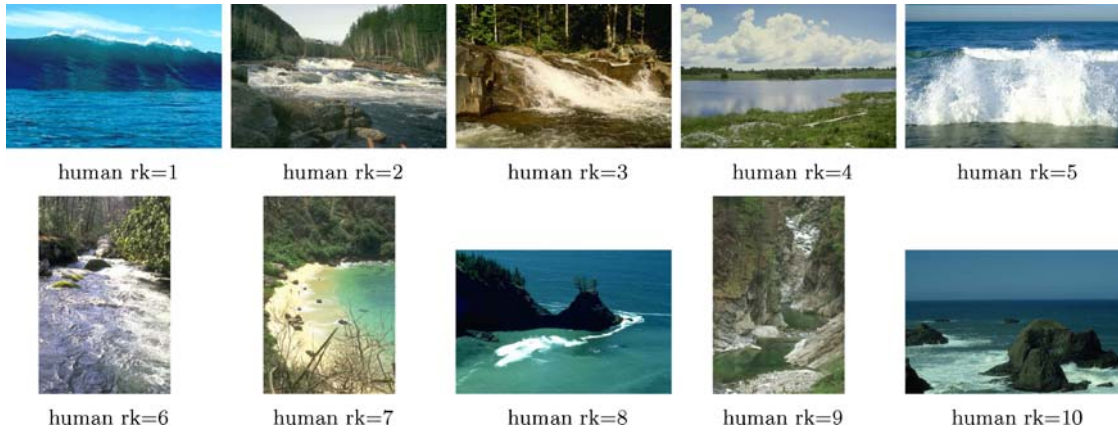 human rk=1
human rk=2
human rk=3
human rk=4
human rk=5
human rk=6
human rk=7
human rk=8
human rk=9
human rk=10